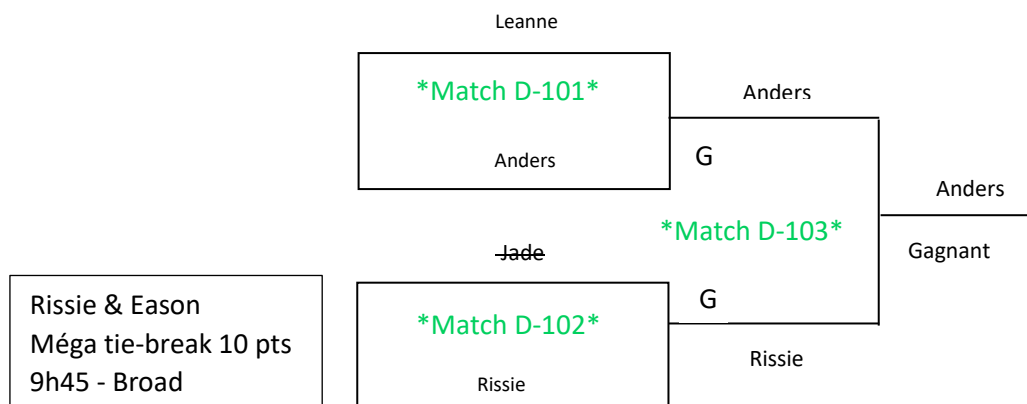 Leanne
*Match D-101*
Anders
Anders
G
Anders
*Match D-103*
Gagnant
Jade
Rissie & Eason
Méga tie-break 10 pts
9h45 - Broad
*Match D-102*
G
Rissie
Rissie